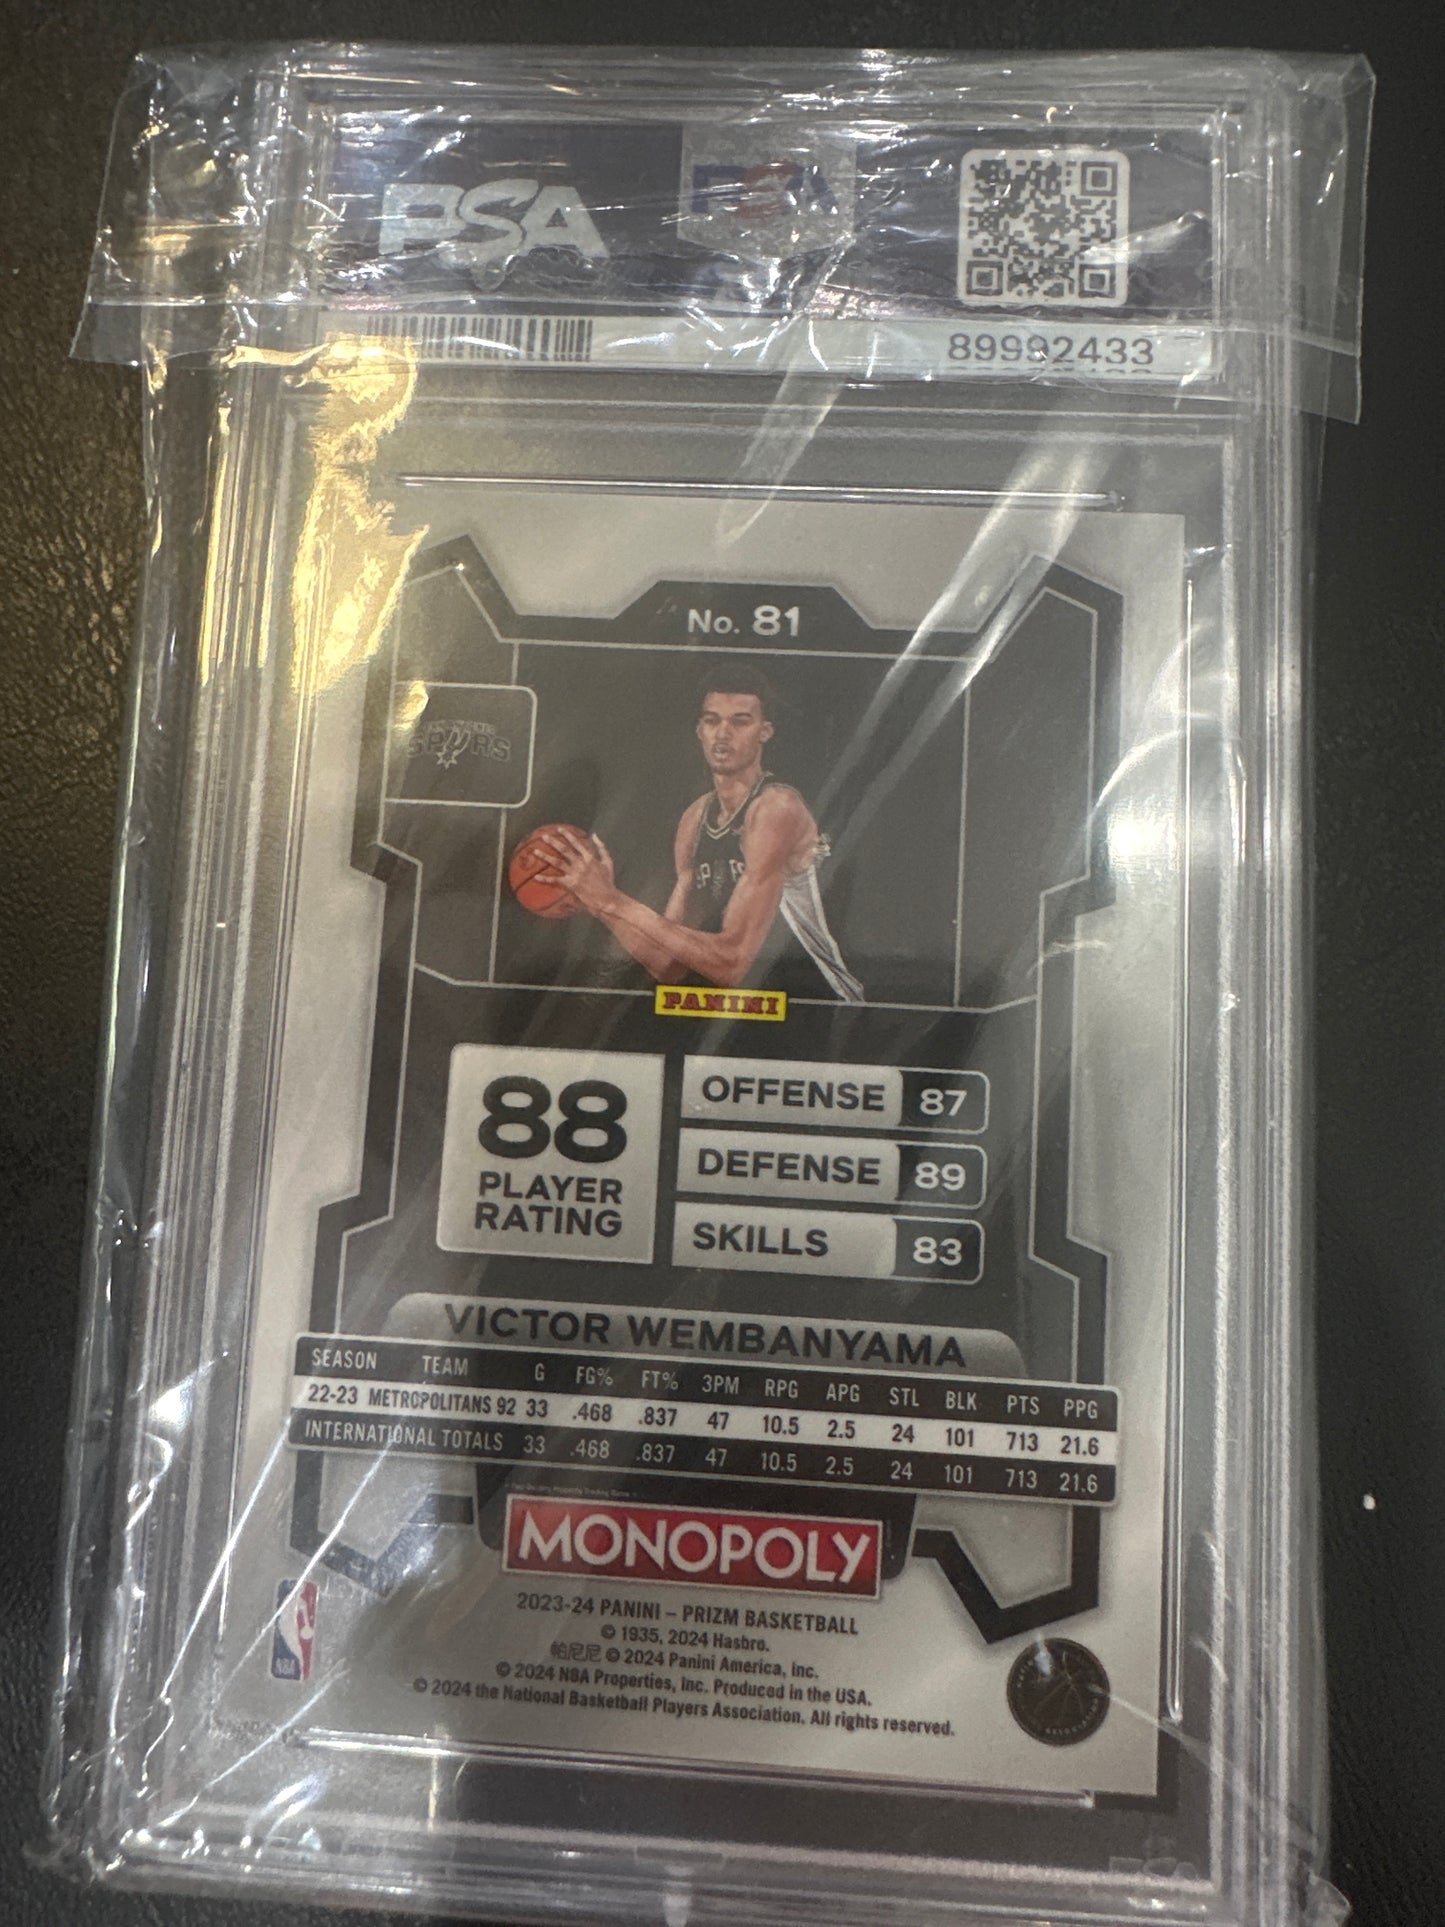 PSA
PSA
89992433
No. 81
SPURS
PANINI
88
PLAYER
RATING
OFFENSE 87
DEFENSE 89
SKILLS 83
VICTOR WEMBANYAMA
SEASON TEAM G FG% FT% 3PM RPG APG STL BLK PTS PPG
22-23 METROPOLITANS 92 33 .468 .837 47 10.5 2.5 24 101 713 21.6
INTERNATIONAL TOTALS 33 .468 .837 47 10.5 2.5 24 101 713 21.6
MONOPOLY
2023-24 PANINI – PRIZM BASKETBALL
© 1935, 2024 Hasbro.
帕尼尼 © 2024 Panini America, Inc.
© 2024 NBA Properties, Inc. Produced in the USA.
© 2024 the National Basketball Players Association. All rights reserved.
NBA
PSA